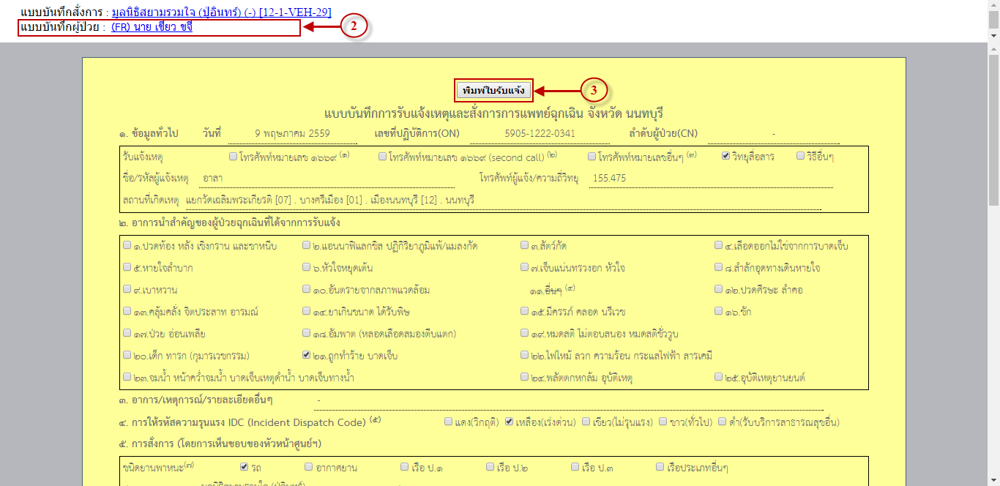 แบบบันทึกสั่งการ : มูลนิธิสยามรวมใจ (ปู่อินทร์) (-) [12-1-VEH-29]
แบบบันทึกผู้ป่วย : (FR) นาย เขียว ขจี
2
พิมพ์ใบรับแจ้ง
3
แบบบันทึกการรับแจ้งเหตุและสั่งการการแพทย์ฉุกเฉิน จังหวัด นนทบุรี
๑. ข้อมูลทั่วไป วันที่ 9 พฤษภาคม 2559 เลขที่ปฏิบัติการ(ON) 5905-1222-0341 ลำดับผู้ป่วย(CN) -
รับแจ้งเหตุ โทรศัพท์หมายเลข ๑๖๖๙ (๑) โทรศัพท์หมายเลข ๑๖๖๙ (second call) (๒) โทรศัพท์หมายเลขอื่นๆ (๓) วิทยุสื่อสาร วิธีอื่นๆ
ชื่อ/รหัสผู้แจ้งเหตุ อาสา โทรศัพท์ผู้แจ้ง/ความถี่วิทยุ 155.475
สถานที่เกิดเหตุ แยกวัดเฉลิมพระเกียรติ [07] . บางศรีเมือง [01] . เมืองนนทบุรี [12] . นนทบุรี
๒. อาการนำสำคัญของผู้ป่วยฉุกเฉินที่ได้จากการรับแจ้ง
๑.ปวดท้อง หลัง เชิงกราน และขาหนีบ ๒.แอนนาฟิแลกซิส ปฏิกิริยาภูมิแพ้/แมลงกัด ๓.สัตว์กัด ๔.เลือดออกไม่ใช่จากการบาดเจ็บ
๕.หายใจลำบาก ๖.หัวใจหยุดเต้น ๗.เจ็บแน่นทรวงอก หัวใจ ๘.สำลักอุดทางเดินหายใจ
๙.เบาหวาน ๑๐.อันตรายจากสภาพแวดล้อม ๑๑.อื่นๆ (๔) ๑๒.ปวดศีรษะ ลำคอ
๑๓.คลุ้มคลั่ง จิตประสาท อารมณ์ ๑๔.ยาเกินขนาด ได้รับพิษ ๑๕.มีครรภ์ คลอด นรีเวช ๑๖.ชัก
๑๗.ป่วย อ่อนเพลีย ๑๘.อัมพาต (หลอดเลือดสมองตีบแตก) ๑๙.หมดสติ ไม่ตอบสนอง หมดสติชั่ววูบ
๒๐.เด็ก ทารก (กุมารเวชกรรม) ๒๑.ถูกทำร้าย บาดเจ็บ ๒๒.ไฟไหม้ ลวก ความร้อน กระแสไฟฟ้า สารเคมี
๒๓.จมน้ำ หน้าคว่ำจมน้ำ บาดเจ็บเหตุดำน้ำ บาดเจ็บทางน้ำ ๒๔.พลัดตกหกล้ม อุบัติเหตุ ๒๕.อุบัติเหตุยานยนต์
๓. อาการ/เหตุการณ์/รายละเอียดอื่นๆ -
๔. การให้รหัสความรุนแรง IDC (Incident Dispatch Code) (๕) แดง(วิกฤติ) เหลือง(เร่งด่วน) เขียว(ไม่รุนแรง) ขาว(ทั่วไป) ดำ(รับบริการสาธารณสุขอื่น)
๕. การสั่งการ (โดยการเห็นชอบของหัวหน้าศูนย์ฯ)
ชนิดยานพาหนะ(๗) รถ อากาศยาน เรือ ป.๑ เรือ ป.๒ เรือ ป.๓ เรือประเภทอื่นๆ